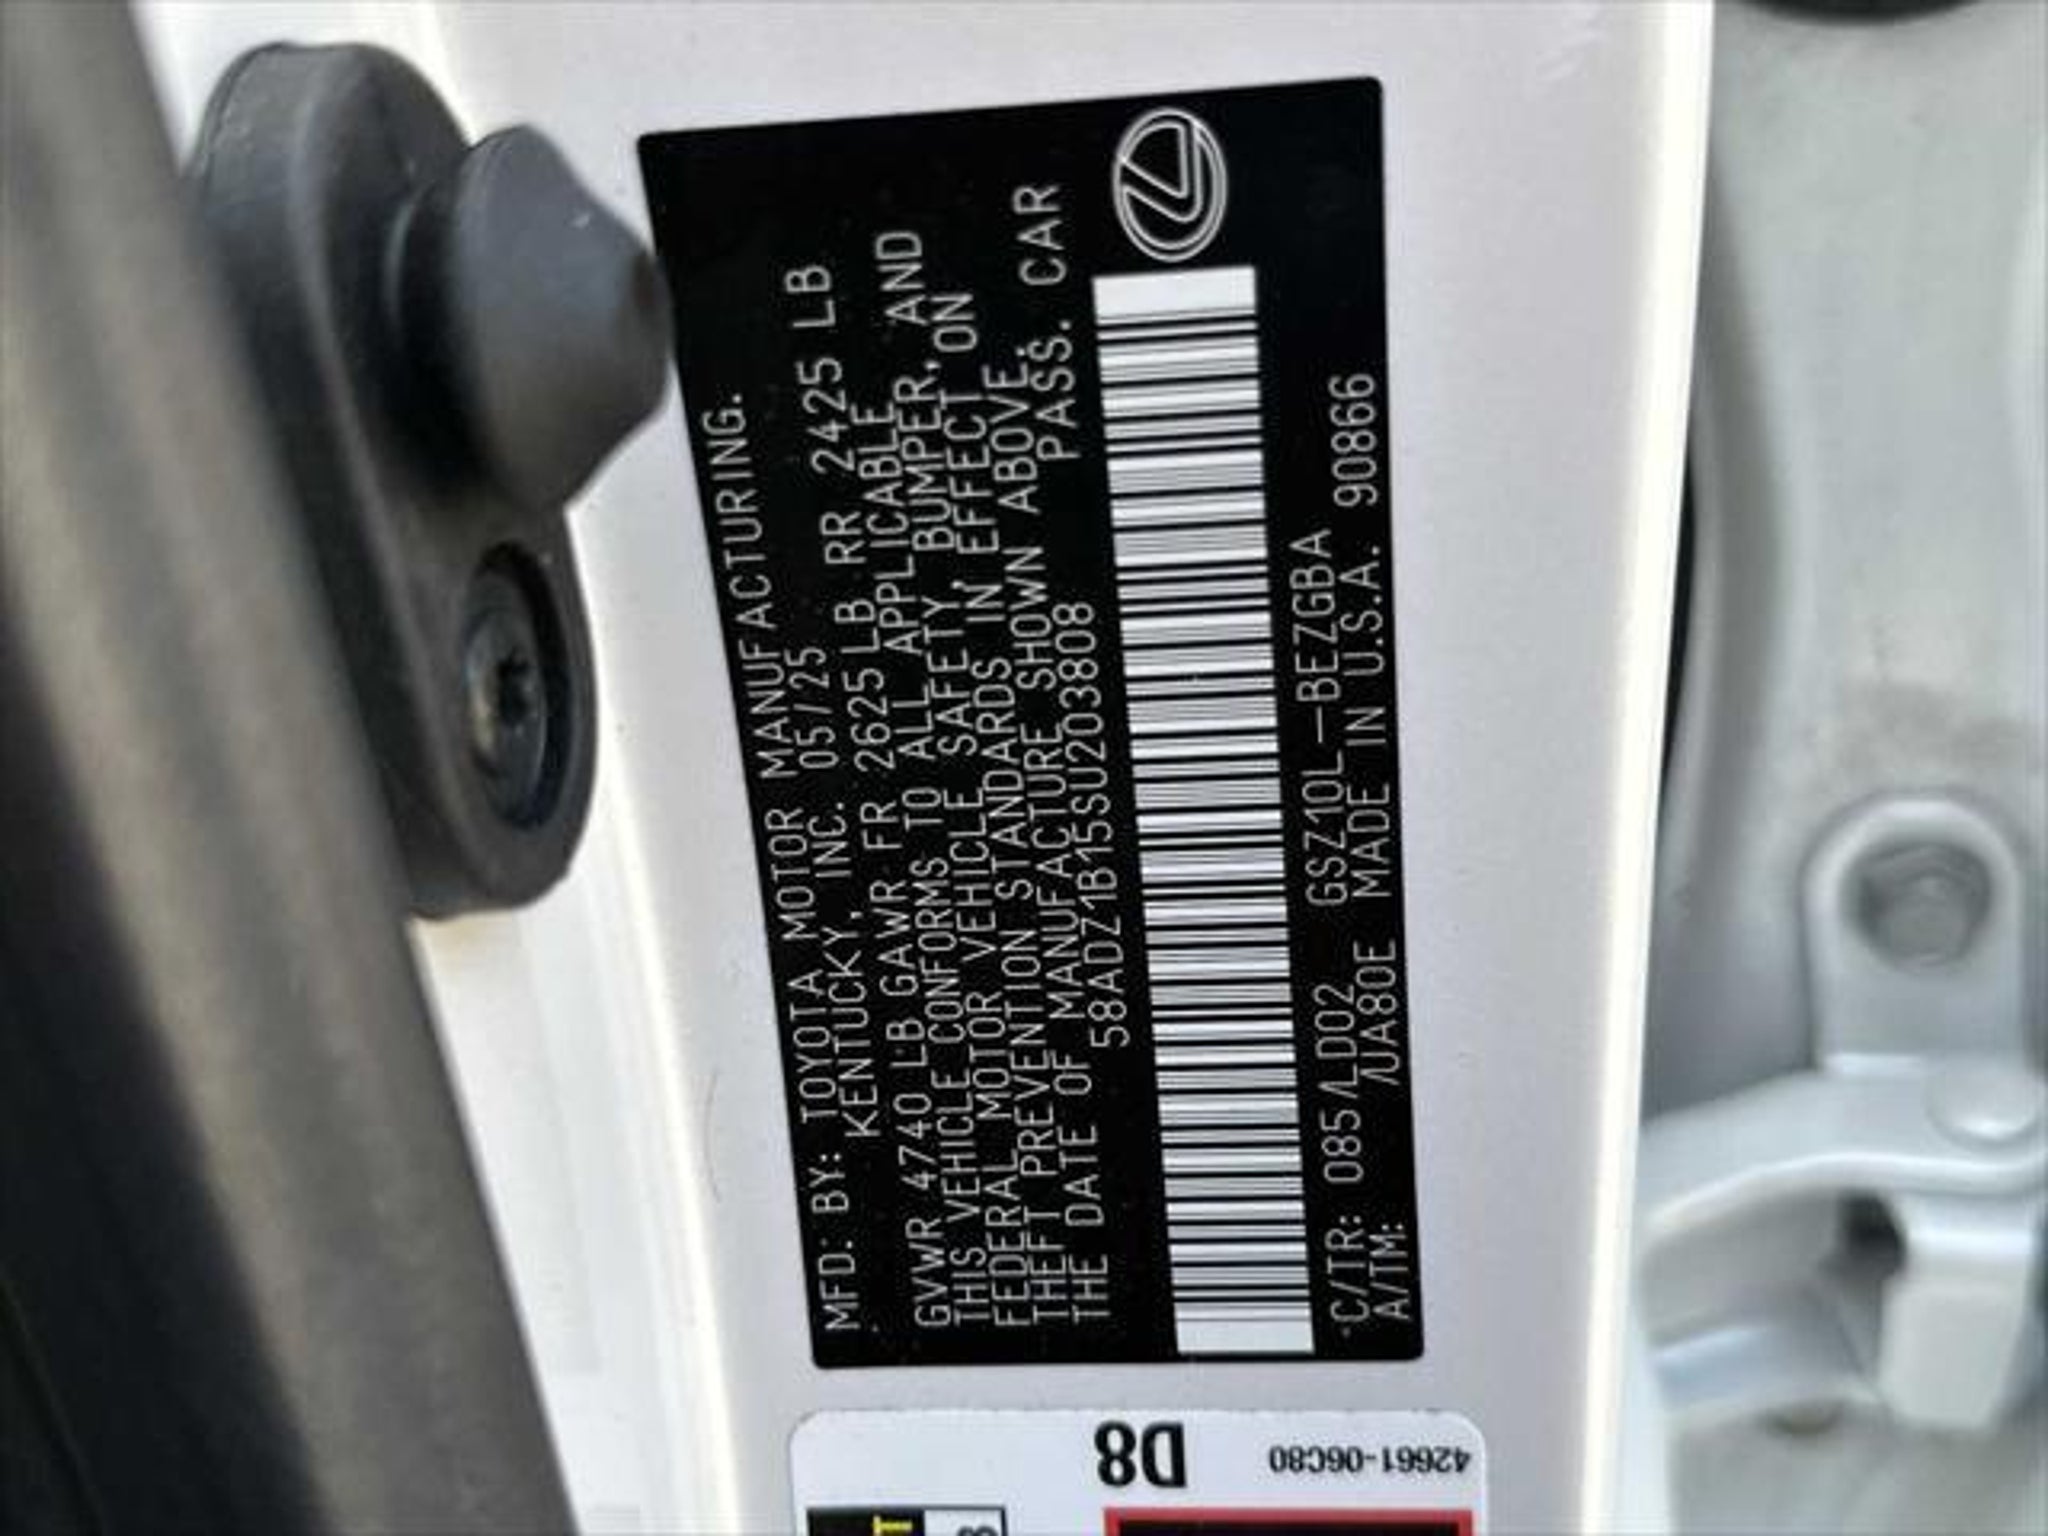 MFD. BY: TOYOTA MOTOR MANUFACTURING.
KENTUCKY, INC. 05/25
GVWR 4740 LB GAWR FR 2625LB RR 2425 LB
THIS VEHICLE CONFORMS TO ALL APPLICABLE
FEDERAL MOTOR VEHICLE SAFETY, BUMPER, AND
THEFT PREVENTION STANDARDS IN EFFECT ON
THE DATE OF MANUFACTURE SHOWN ABOVE.
58ADZ1B15SU203808 PASS. CAR
C/TR: 085/LD02 GSZ10L-BEZGBA
A/TM: /UA80E MADE IN U.S.A. 90866
D8
42661-06C80